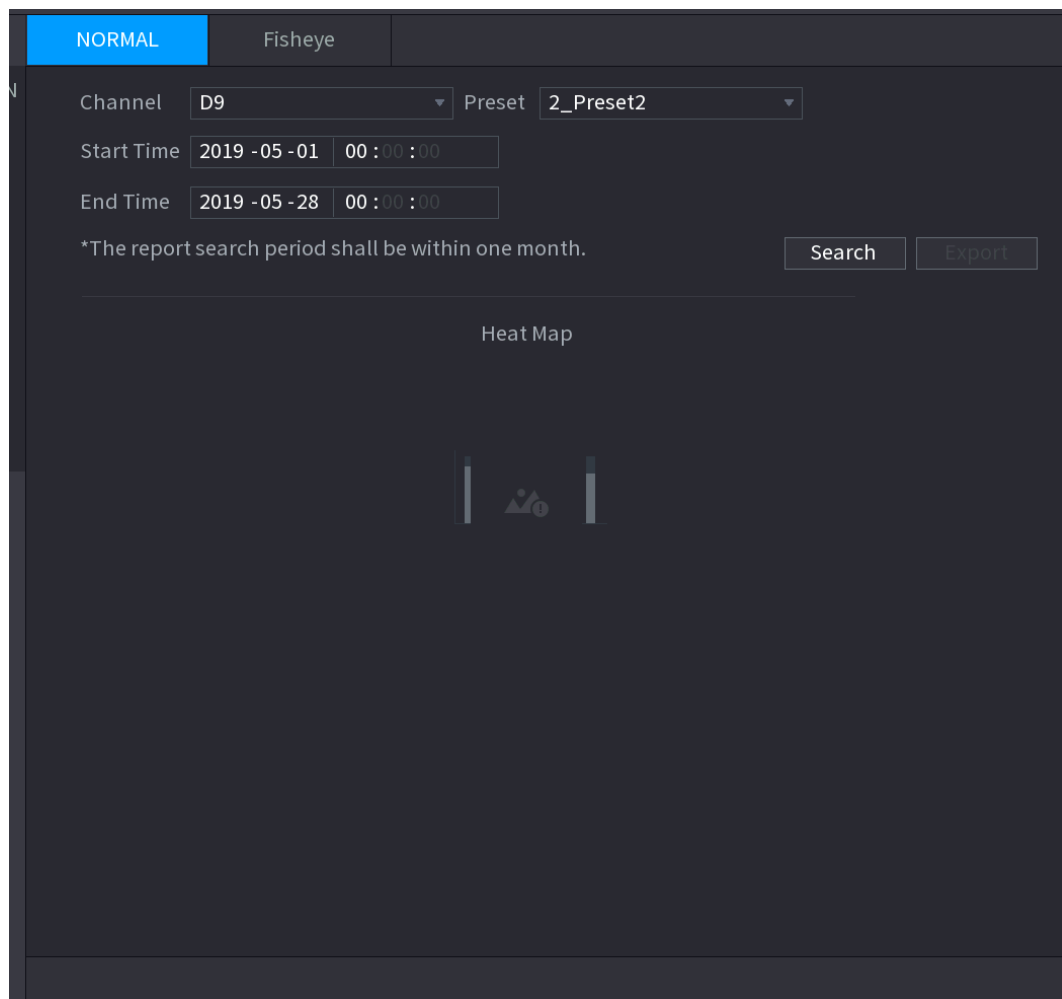 NORMAL Fisheye
N
Channel D9 Preset 2_Preset2
Start Time 2019 -05 -01 00 :00 :00
End Time 2019 -05 -28 00 :00 :00
*The report search period shall be within one month.
Search Export
Heat Map